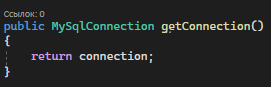 Ссылок: 0
public MySqlConnection getConnection()
{
    return connection;
}